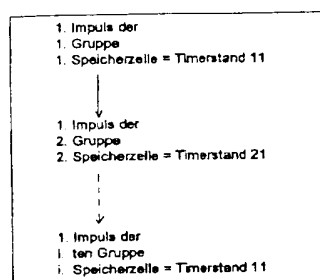 1. Impuls der
1. Gruppe
1. Speicherzelle = Timerstand 11
1. Impuls der
2. Gruppe
2. Speicherzelle = Timerstand 21
1. Impuls der
i. ten Gruppe
i. Speicherzelle = Timerstand 11